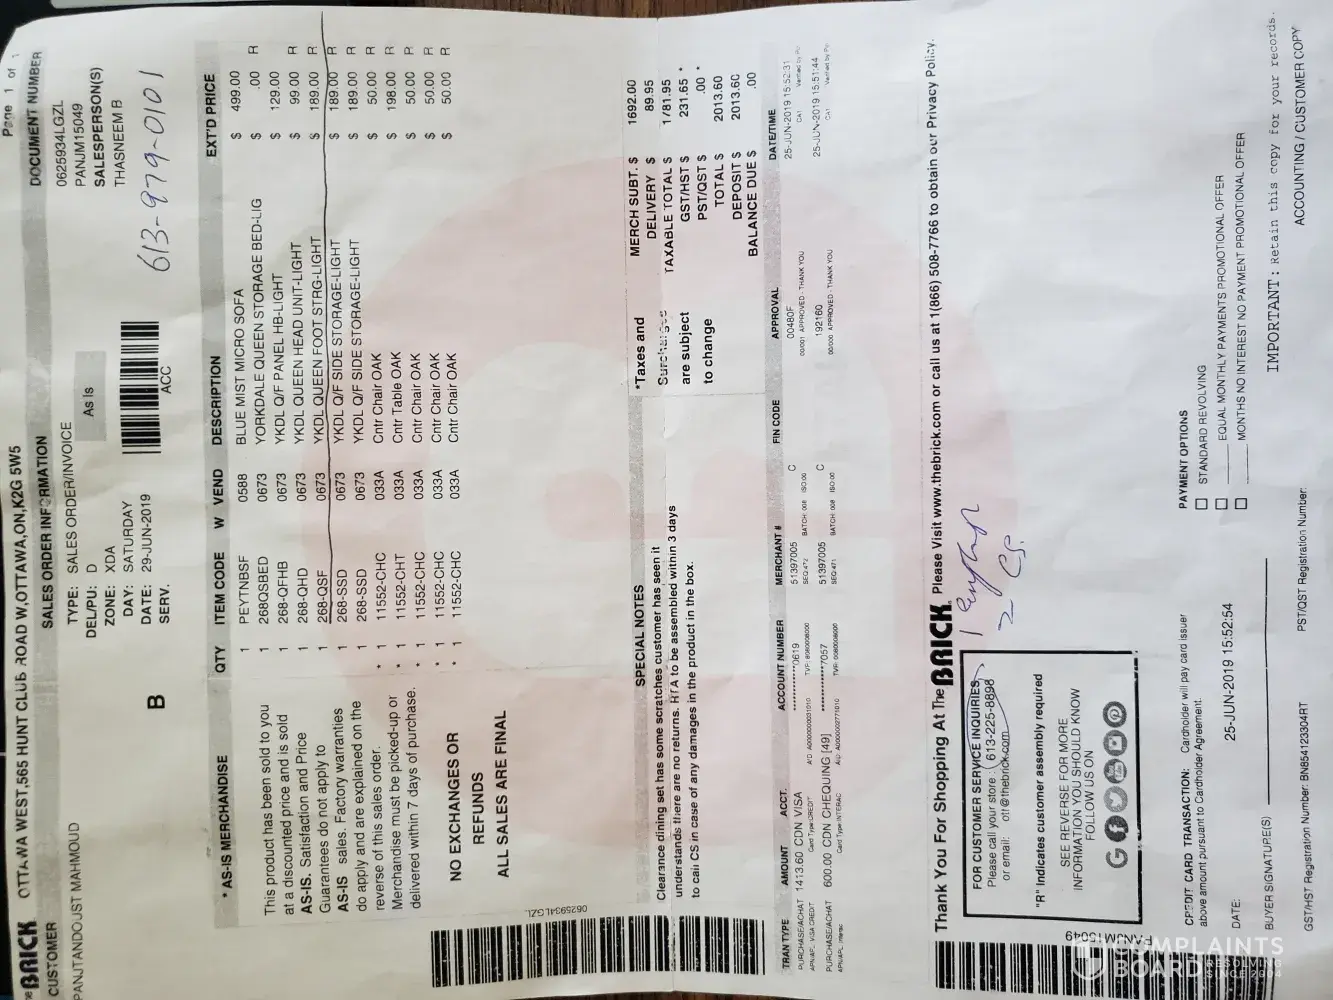 Page 1 of 1
BRICK OTTAWA WEST,565 HUNT CLUB ROAD W,OTTAWA,ON,K2G 5W5
CUSTOMER
PANJTANDOUST MAHMOUD
B
SALES ORDER INFORMATION
TYPE: SALES ORDER/INVOICE
DEL/PU: D
ZONE: XDA
DAY: SATURDAY
DATE: 29-JUN-2019
SERV.
As Is
ACC
DOCUMENT NUMBER
0625934LGZL
PANJM15049
SALESPERSON(S)
THASNEEM B
613-979-0101
* AS-IS MERCHANDISE
This product has been sold to you
at a discounted price and is sold
AS-IS. Satisfaction and Price
Guarantees do not apply to
AS-IS sales. Factory warranties
do apply and are explained on the
reverse of this sales order.
Merchandise must be picked-up or
delivered within 7 days of purchase.
NO EXCHANGES OR
REFUNDS
ALL SALES ARE FINAL
QTY ITEM CODE W VEND DESCRIPTION EXT'D PRICE
1 PEYTNBSF 0588 BLUE MIST MICRO SOFA $ 499.00
1 268QSBED 0673 YORKDALE QUEEN STORAGE BED-LIG $ .00 R
1 268-QFHB 0673 YKDL Q/F PANEL HB-LIGHT $ 129.00
1 268-QHD 0673 YKDL QUEEN HEAD UNIT-LIGHT $ 99.00 R
1 268-QSF 0673 YKDL QUEEN FOOT STRG-LIGHT $ 189.00 R
1 268-SSD 0673 YKDL Q/F SIDE STORAGE-LIGHT $ 189.00 R
1 268-SSD 0673 YKDL Q/F SIDE STORAGE-LIGHT $ 189.00 R
* 1 11552-CHC 033A Cntr Chair OAK $ 50.00 R
* 1 11552-CHT 033A Cntr Table OAK $ 198.00 R
* 1 11552-CHC 033A Cntr Chair OAK $ 50.00 R
* 1 11552-CHC 033A Cntr Chair OAK $ 50.00 R
* 1 11552-CHC 033A Cntr Chair OAK $ 50.00 R
0625934LGZL
SPECIAL NOTES
Clearance dining set has some scratches customer has seen it
understands there are no returns. RTA to be assembled within 3 days
to call CS in case of any damages in the product in the box.
*Taxes and
Surcharges
are subject
to change
MERCH SUBT. $ 1692.00
DELIVERY $ 89.95
TAXABLE TOTAL $ 1781.95
GST/HST $ 231.65 *
PST/QST $ .00 *
TOTAL $ 2013.60
DEPOSIT $ 2013.60
BALANCE DUE $ .00
TRAN TYPE AMOUNT ACCT. ACCOUNT NUMBER MERCHANT # FIN CODE APPROVAL DATE/TIME
PURCHASE/ACHAT 1413.60 CDN VISA ************0619 51397005 C 00480F 25-JUN-2019 15:52:31
PURCHASE/ACHAT 600.00 CDN CHEQUING [49] ************7057 51397005 C 192160 25-JUN-2019 15:51:44
Thank You For Shopping At The BRICK. Please Visit www.thebrick.com or call us at 1(866) 508-7766 to obtain our Privacy Policy.
FOR CUSTOMER SERVICE INQUIRIES,
Please call your store : 613-225-8898
or email: ott@thebrick.com
"R" Indicates customer assembly required
SEE REVERSE FOR MORE
INFORMATION YOU SHOULD KNOW
FOLLOW US ON
PANJM15049
CREDIT CARD TRANSACTION: Cardholder will pay card issuer
above amount pursuant to Cardholder Agreement.
DATE: 25-JUN-2019 15:52:54
BUYER SIGNATURE(S)
GST/HST Registration Number: BN854123304RT
PST/QST Registration Number:
PAYMENT OPTIONS
STANDARD REVOLVING
EQUAL MONTHLY PAYMENTS PROMOTIONAL OFFER
MONTHS NO INTEREST NO PAYMENT PROMOTIONAL OFFER
IMPORTANT: Retain this copy for your records.
ACCOUNTING / CUSTOMER COPY
COMPLAINTS
BOARD
RESOLVING
SINCE 2004